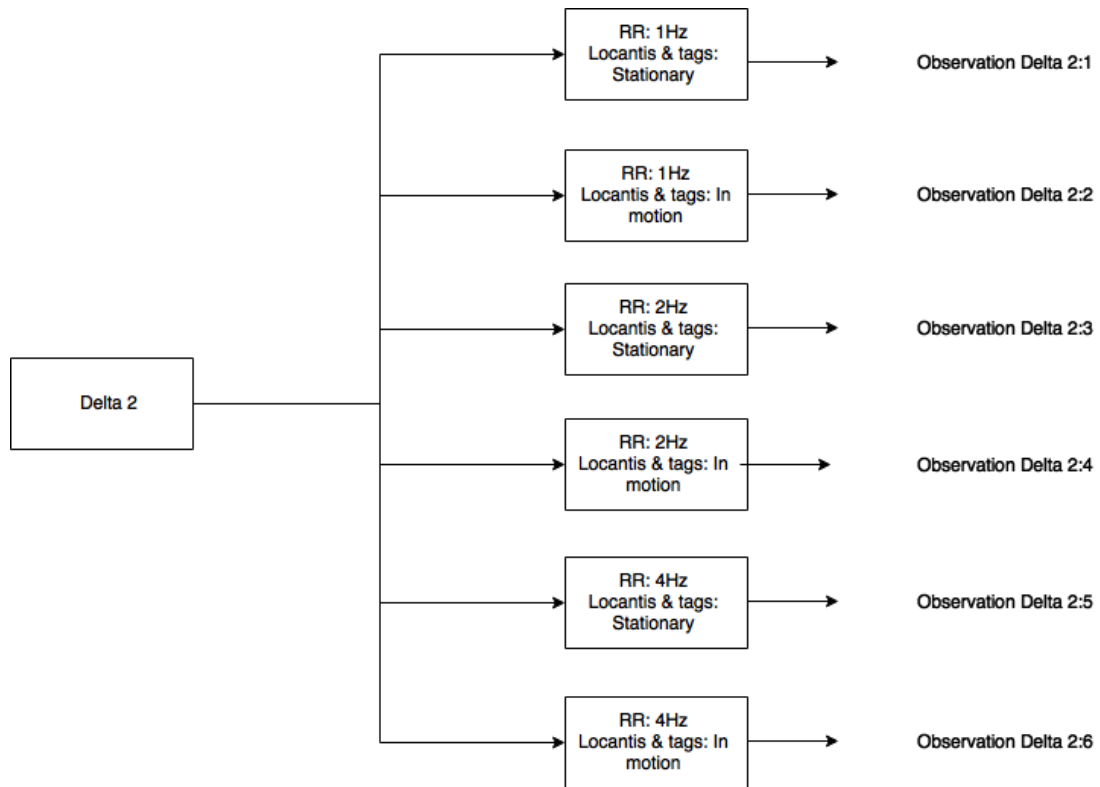 RR: 1Hz
Locantis & tags:
Stationary
Observation Delta 2:1
RR: 1Hz
Locantis & tags: In
motion
Observation Delta 2:2
RR: 2Hz
Locantis & tags:
Stationary
Observation Delta 2:3
Delta 2
RR: 2Hz
Locantis & tags: In
motion
Observation Delta 2:4
RR: 4Hz
Locantis & tags:
Stationary
Observation Delta 2:5
RR: 4Hz
Locantis & tags: In
motion
Observation Delta 2:6